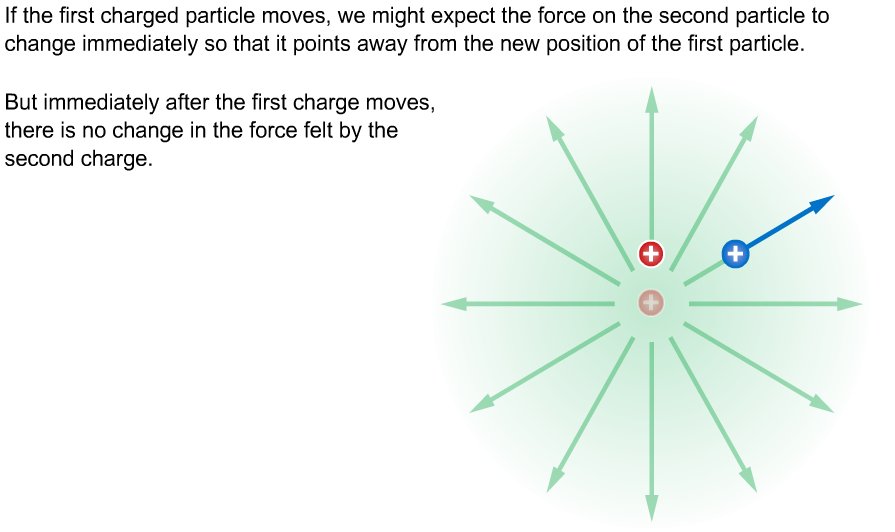 If the first charged particle moves, we might expect the force on the second particle to
change immediately so that it points away from the new position of the first particle.
But immediately after the first charge moves,
there is no change in the force felt by the
second charge.
+
+
+